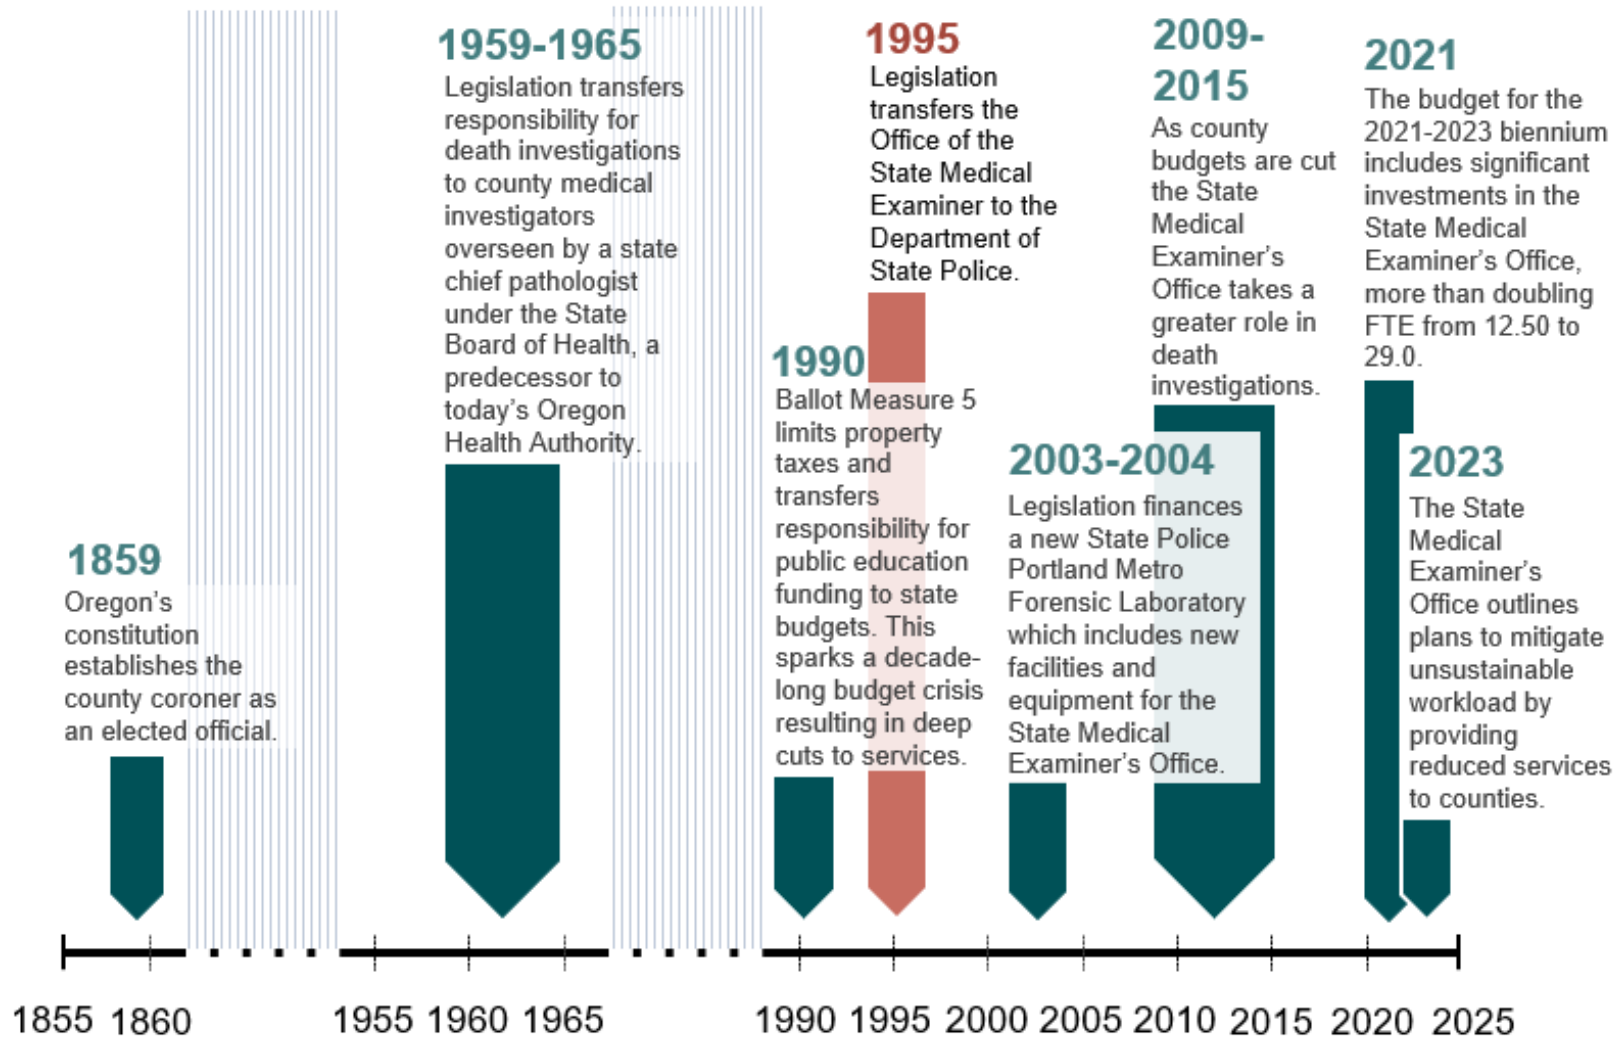 1859
Oregon's
constitution
establishes the
county coroner as
an elected official.
1959-1965
Legislation transfers
responsibility for
death investigations
to county medical
investigators
overseen by a state
chief pathologist
under the State
Board of Health, a
predecessor to
today's Oregon
Health Authority.
1990
Ballot Measure 5
limits property
taxes and
transfers
responsibility for
public education
funding to state
budgets. This
sparks a decade-
long budget crisis
resulting in deep
cuts to services.
1995
Legislation
transfers the
Office of the
State Medical
Examiner to the
Department of
State Police.
2003-2004
Legislation finances
a new State Police
Portland Metro
Forensic Laboratory
which includes new
facilities and
equipment for the
State Medical
Examiner's Office.
2009-
2015
As county
budgets are cut
the State
Medical
Examiner's
Office takes a
greater role in
death
investigations.
2021
The budget for the
2021-2023 biennium
includes significant
investments in the
State Medical
Examiner's Office,
more than doubling
FTE from 12.50 to
29.0.
2023
The State
Medical
Examiner's
Office outlines
plans to mitigate
unsustainable
workload by
providing
reduced services
to counties.
1855 1860 1955 1960 1965 1990 1995 2000 2005 2010 2015 2020 2025